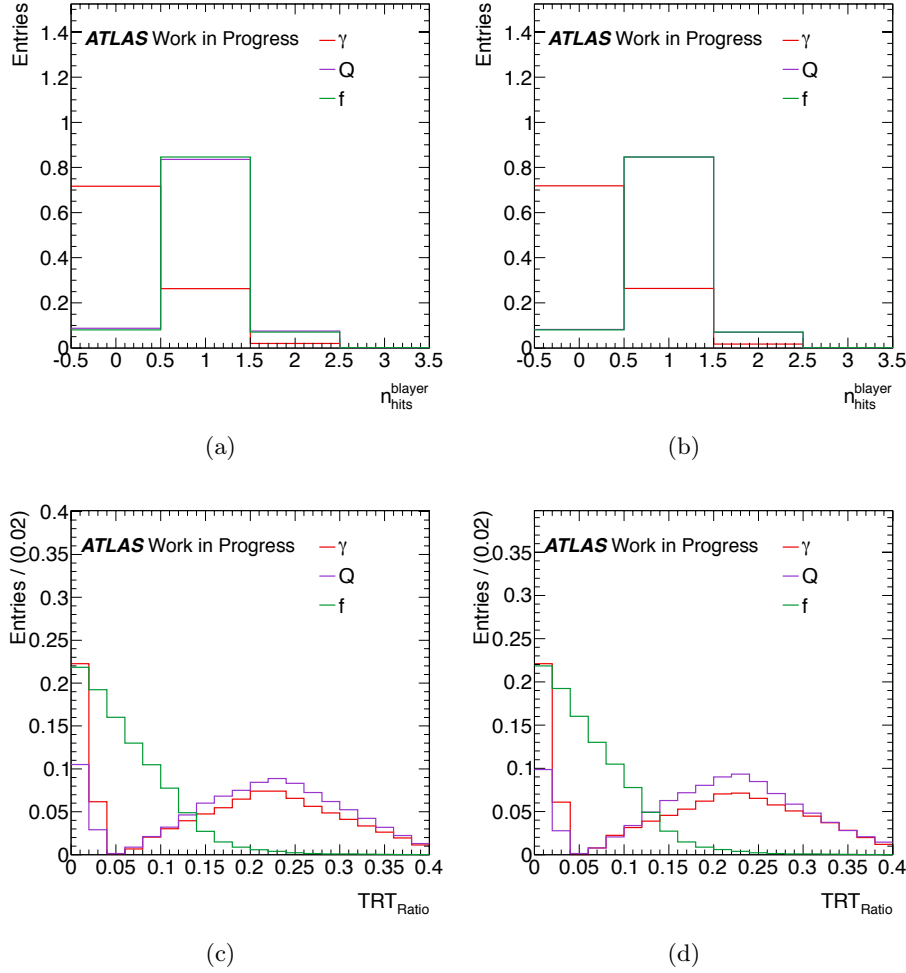 Entries
1.4
1.2
1
0.8
0.6
0.4
0.2
0
ATLAS Work in Progress
γ
Q
f
-0.5 0 0.5 1 1.5 2 2.5 3 3.5
n^blayer_hits
(a)
Entries
1.4
1.2
1
0.8
0.6
0.4
0.2
0
ATLAS Work in Progress
γ
Q
f
-0.5 0 0.5 1 1.5 2 2.5 3 3.5
n^blayer_hits
(b)
Entries / (0.02)
0.4
0.35
0.3
0.25
0.2
0.15
0.1
0.05
0
ATLAS Work in Progress
γ
Q
f
0 0.05 0.1 0.15 0.2 0.25 0.3 0.35 0.4
TRT_Ratio
(c)
Entries / (0.02)
0.35
0.3
0.25
0.2
0.15
0.1
0.05
0
ATLAS Work in Progress
γ
Q
f
0 0.05 0.1 0.15 0.2 0.25 0.3 0.35 0.4
TRT_Ratio
(d)